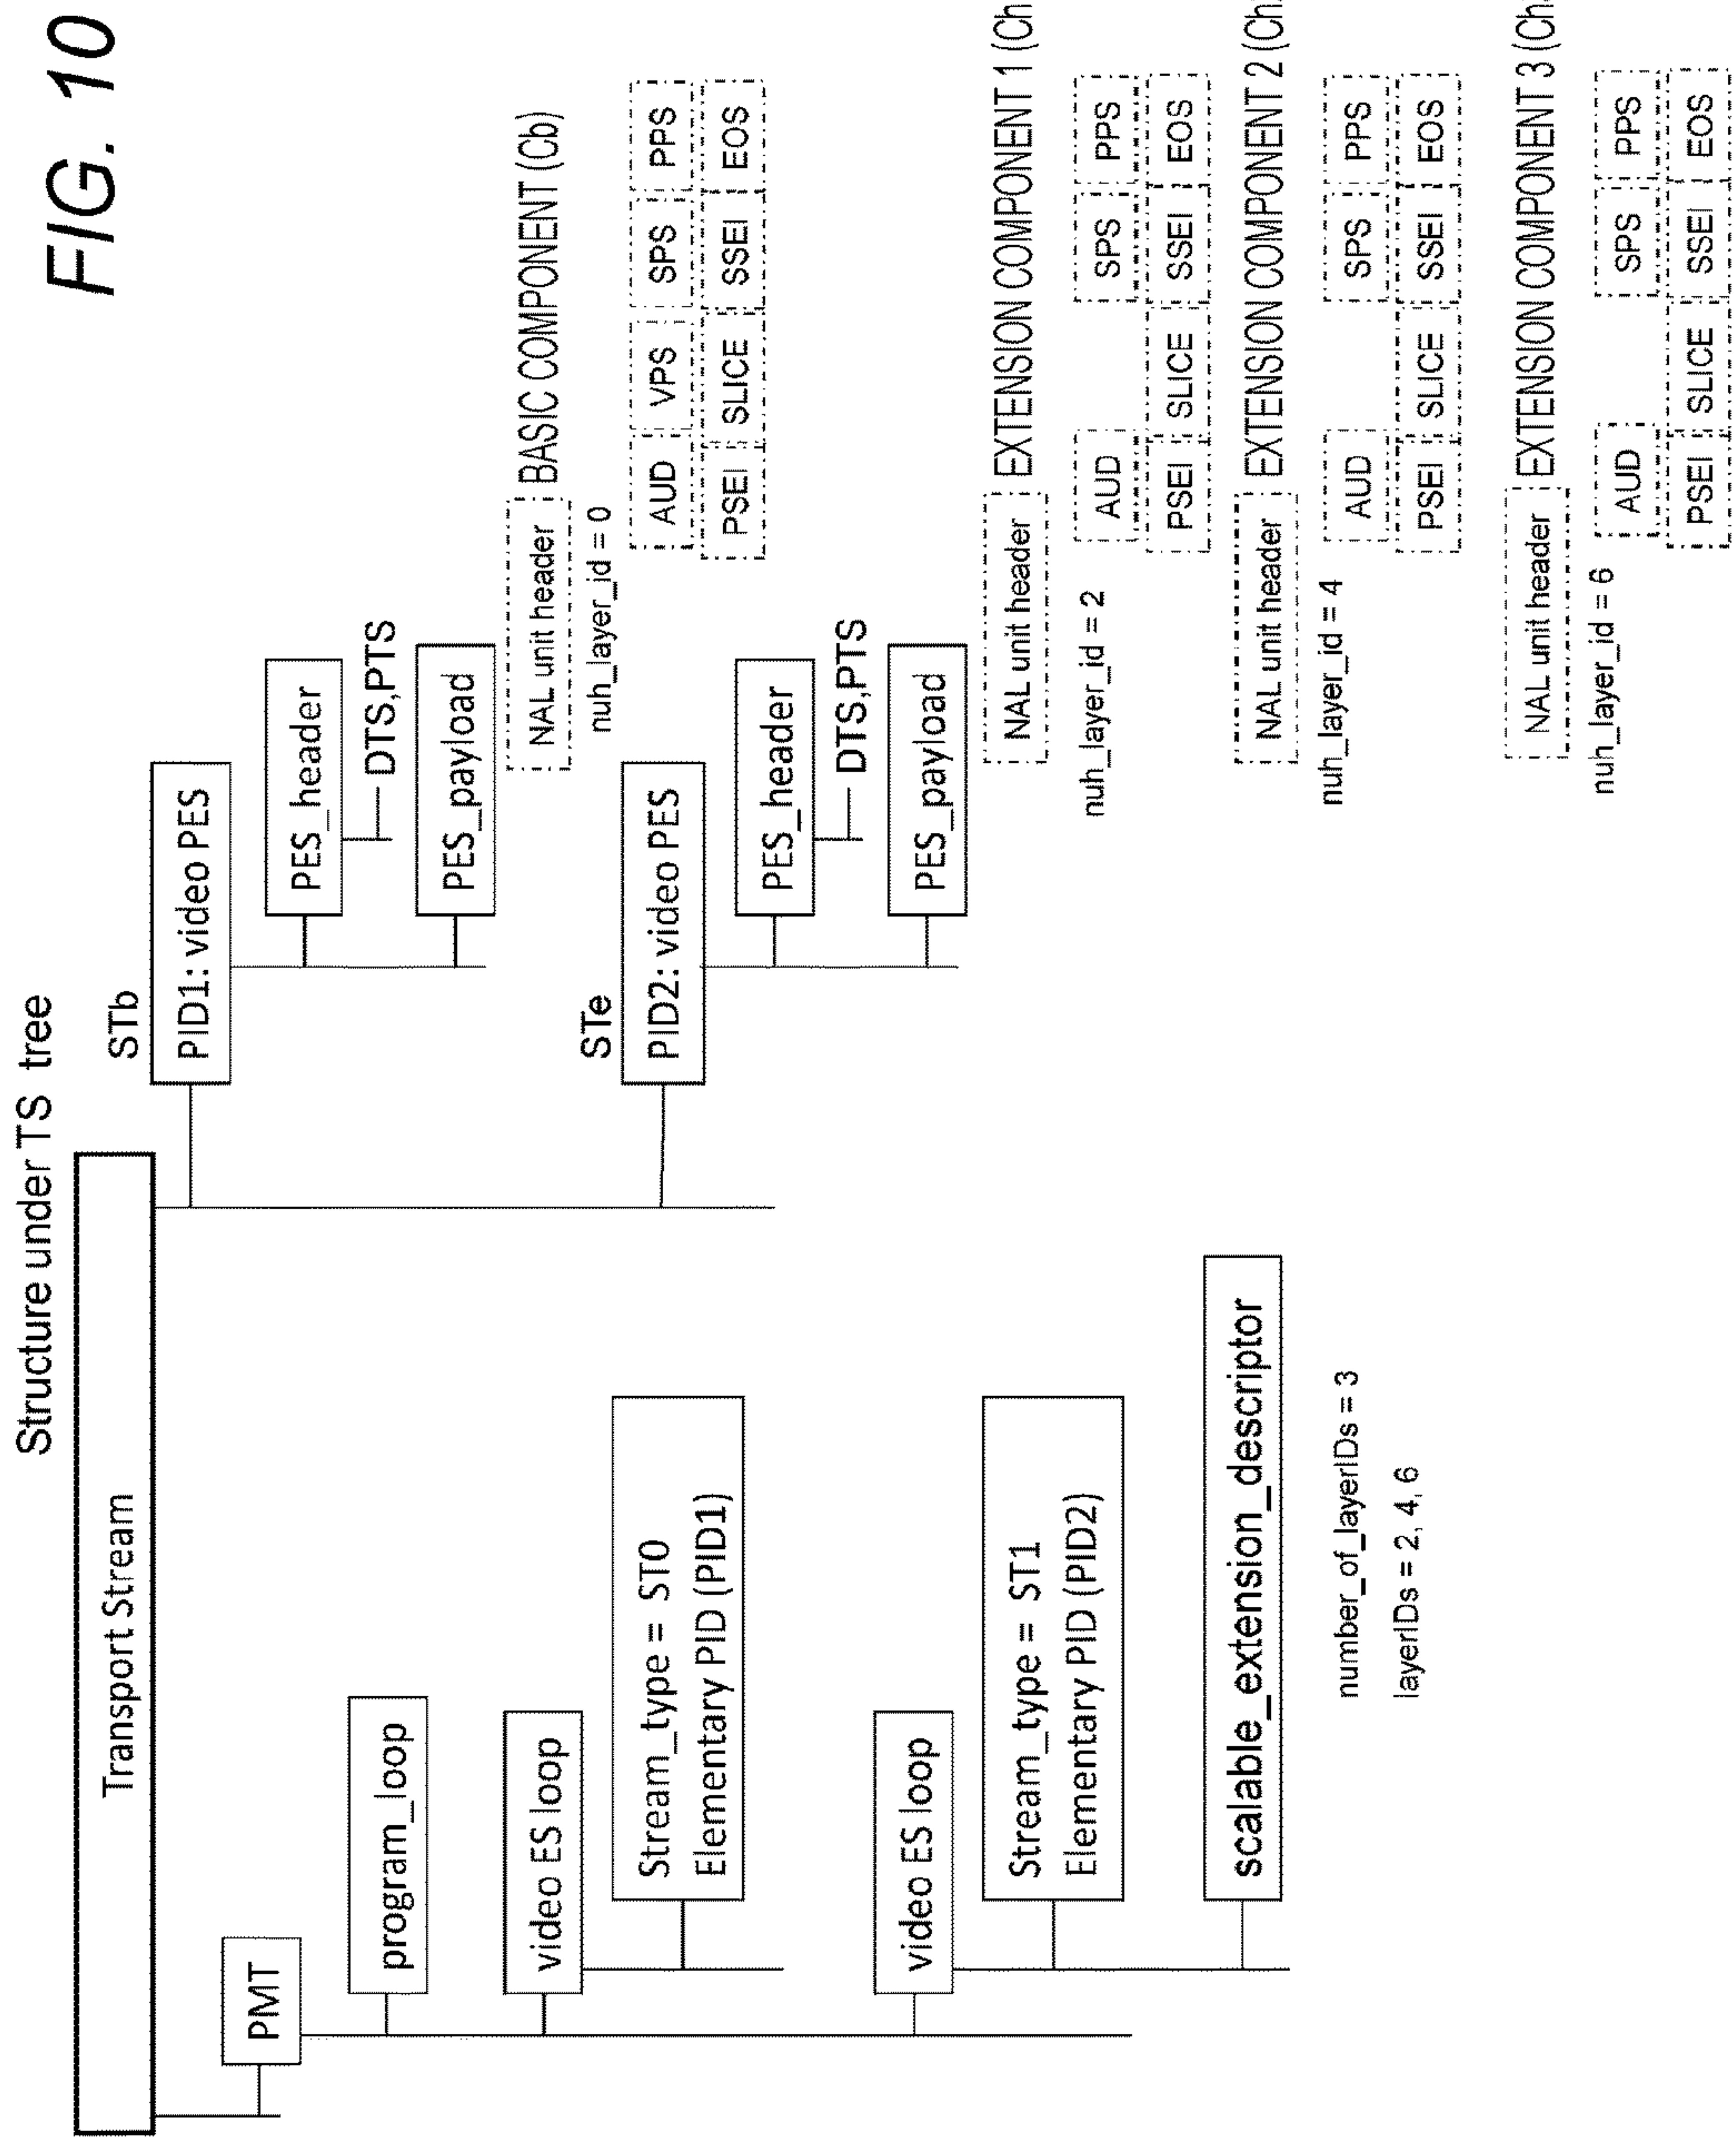 FIG. 10
Structure under TS tree
Transport Stream
PMT
program_loop
video ES loop
Stream_type = ST0
Elementary PID (PID1)
video ES loop
Stream_type = ST1
Elementary PID (PID2)
scalable_extension_descriptor
number_of_layerIDs = 3
layerIDs = 2, 4, 6
STb
PID1: video PES
PES_header
DTS,PTS
PES_payload
NAL unit header BASIC COMPONENT (Cb)
nuh_layer_id = 0
AUD VPS SPS PPS
PSEI SLICE SSEI EOS
STe
PID2: video PES
PES_header
DTS,PTS
PES_payload
NAL unit header EXTENSION COMPONENT 1 (Ch
nuh_layer_id = 2
AUD SPS PPS
PSEI SLICE SSEI EOS
NAL unit header EXTENSION COMPONENT 2 (Ch
nuh_layer_id = 4
AUD SPS PPS
PSEI SLICE SSEI EOS
NAL unit header EXTENSION COMPONENT 3 (Ch
nuh_layer_id = 6
AUD SPS PPS
PSEI SLICE SSEI EOS